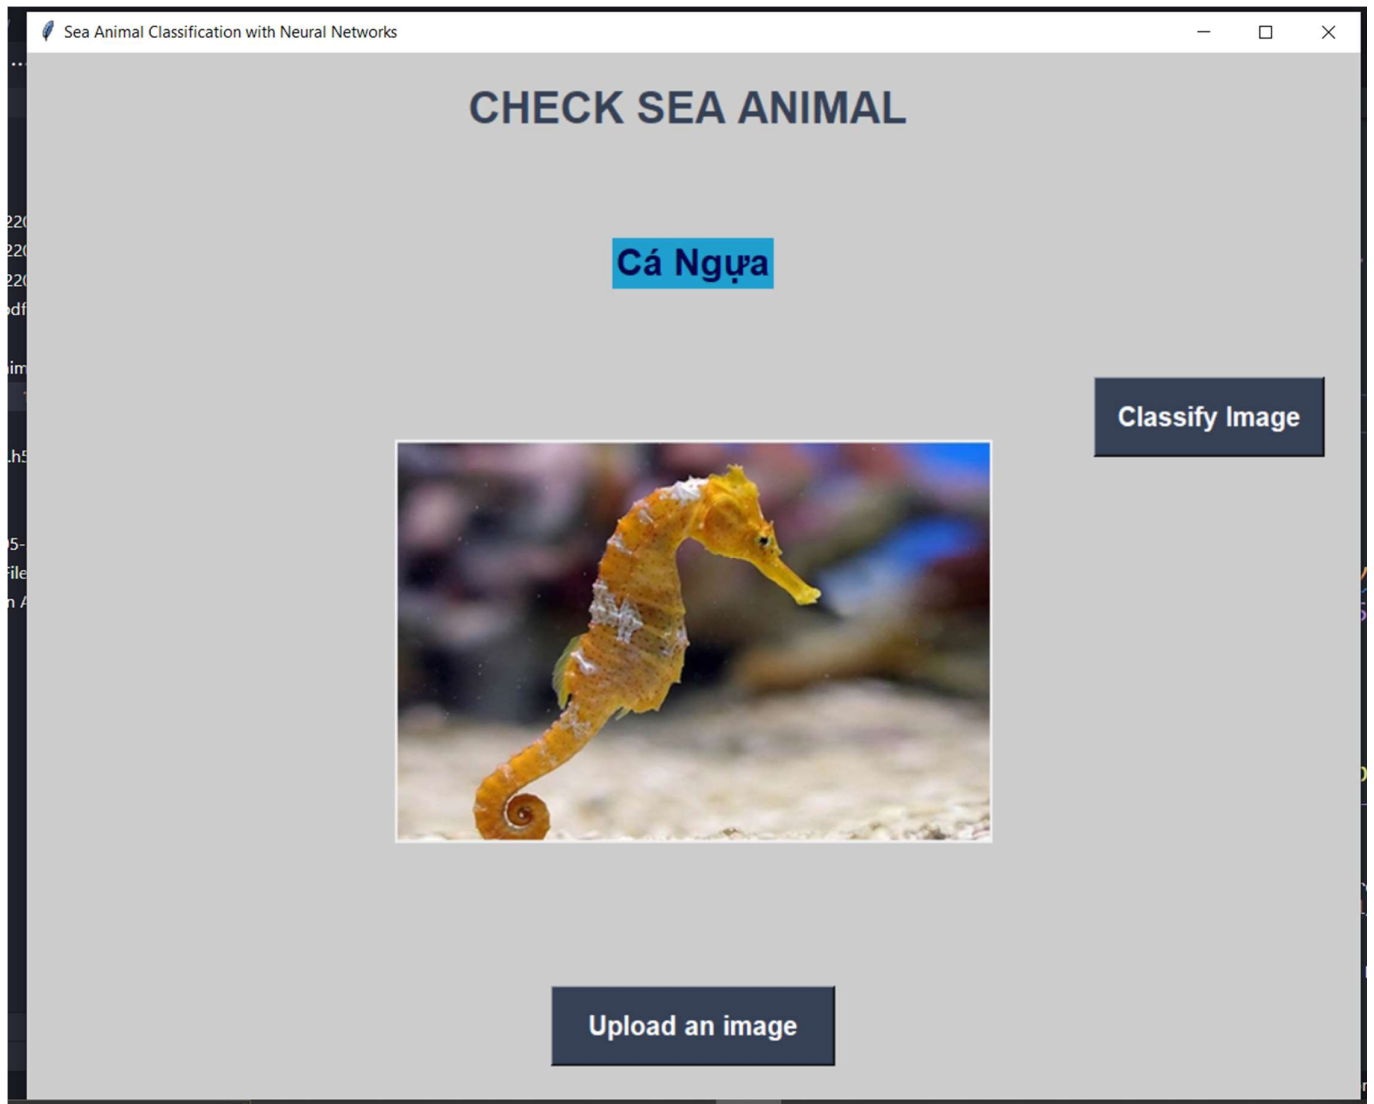 Sea Animal Classification with Neural Networks
CHECK SEA ANIMAL
Cá Ngựa
Classify Image
Upload an image